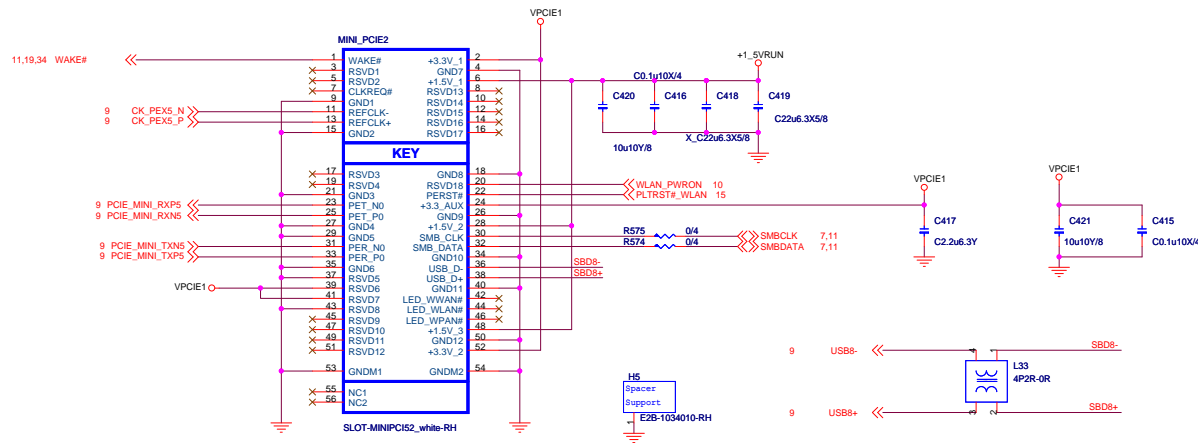 VPCIE1
MINI_PCIE2
11,19,34 WAKE#
1 WAKE# +3.3V_1 2
3 RSVD1 GND7 4
5 RSVD2 +1.5V_1 6
7 CLKREQ# RSVD13 8
9 GND1 RSVD14 10
9 CK_PEX5_N 11 REFCLK- RSVD15 12
9 CK_PEX5_P 13 REFCLK+ RSVD16 14
15 GND2 RSVD17 16
KEY
17 RSVD3 GND8 18
19 RSVD4 RSVD18 20 WLAN_PWRON 10
21 GND3 PERST# 22 PLTRST#_WLAN 15
9 PCIE_MINI_RXP5 23 PET_N0 +3.3_AUX 24
9 PCIE_MINI_RXN5 25 PET_P0 GND9 26
27 GND4 +1.5V_2 28
29 GND5 SMB_CLK 30 R575 0/4 SMBCLK 7,11
9 PCIE_MINI_TXN5 31 PER_N0 SMB_DATA 32 R574 0/4 SMBDATA 7,11
9 PCIE_MINI_TXP5 33 PER_P0 GND10 34
35 GND6 USB_D- 36 SBD8-
37 RSVD5 USB_D+ 38 SBD8+
VPCIE1 39 RSVD6 GND11 40
41 RSVD7 LED_WWAN# 42
43 RSVD8 LED_WLAN# 44
45 RSVD9 LED_WPAN# 46
47 RSVD10 +1.5V_3 48
49 RSVD11 GND12 50
51 RSVD12 +3.3V_2 52
53 GNDM1 GNDM2 54
55 NC1
56 NC2
SLOT-MINIPCI52_white-RH
+1_5VRUN
C0.1u10X/4
C420 C416 C418 C419
C22u6.3X5/8
X_C22u6.3X5/8
10u10Y/8
VPCIE1
C417
C2.2u6.3Y
VPCIE1
C421 C415
10u10Y/8 C0.1u10X/4
H5
Spacer
Support
E2B-1034010-RH
1
9 USB8- 4 1 SBD8-
L33
4P2R-0R
9 USB8+ 3 2 SBD8+